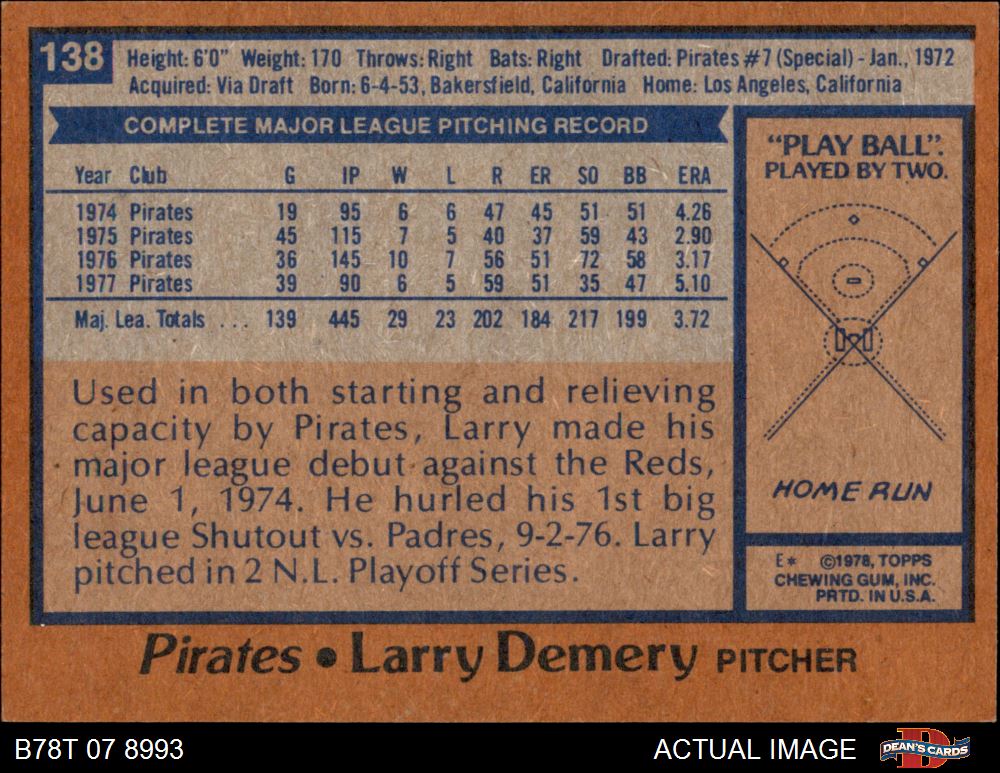 138
Height: 6'0" Weight: 170 Throws: Right Bats: Right Drafted: Pirates #7 (Special) - Jan., 1972
Acquired: Via Draft Born: 6-4-53, Bakersfield, California Home: Los Angeles, California
COMPLETE MAJOR LEAGUE PITCHING RECORD
Year Club G IP W L R ER SO BB ERA
1974 Pirates 19 95 6 6 47 45 51 51 4.26
1975 Pirates 45 115 7 5 40 37 59 43 2.90
1976 Pirates 36 145 10 7 56 51 72 58 3.17
1977 Pirates 39 90 6 5 59 51 35 47 5.10
Maj. Lea. Totals ... 139 445 29 23 202 184 217 199 3.72
Used in both starting and relieving
capacity by Pirates, Larry made his
major league debut against the Reds,
June 1, 1974. He hurled his 1st big
league Shutout vs. Padres, 9-2-76. Larry
pitched in 2 N.L. Playoff Series.
"PLAY BALL".
PLAYED BY TWO.
HOME RUN
E* ©1978, TOPPS
CHEWING GUM, INC.
PRTD. IN U.S.A.
Pirates • Larry Demery PITCHER
B78T 07 8993
ACTUAL IMAGE
D
DEAN'S CARDS